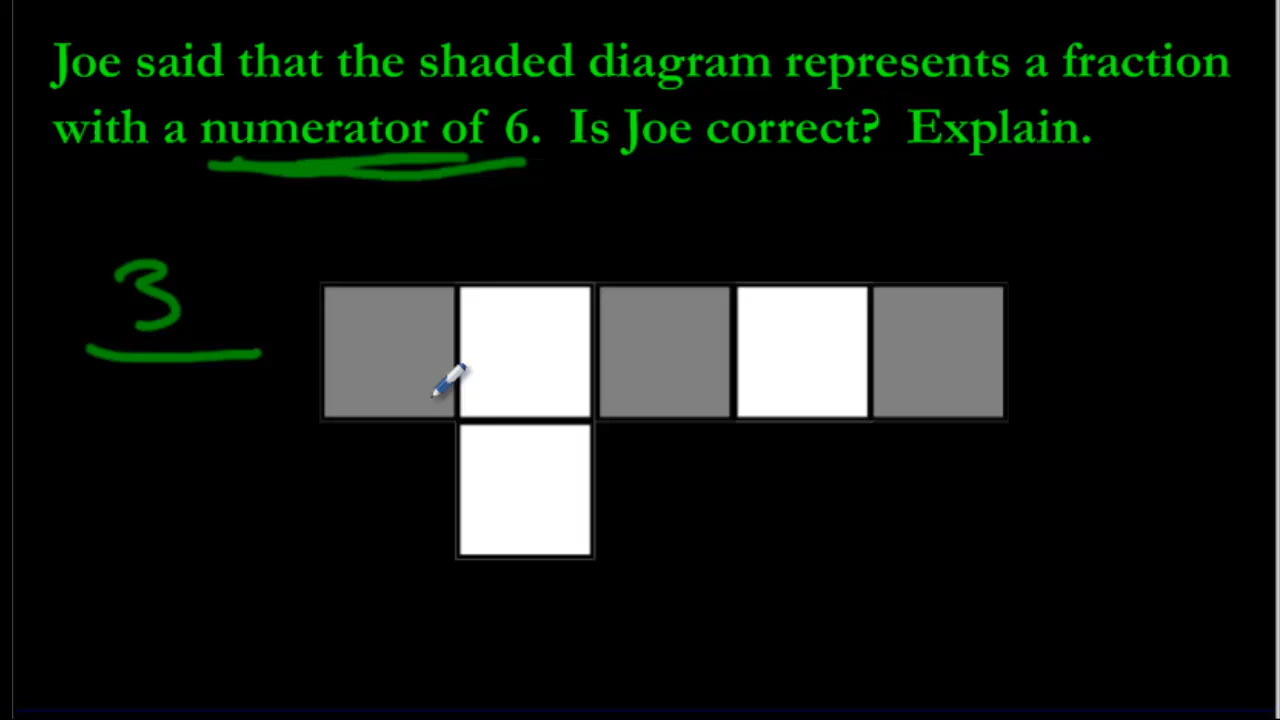 Joe said that the shaded diagram represents a fraction
with a numerator of 6. Is Joe correct? Explain.
3